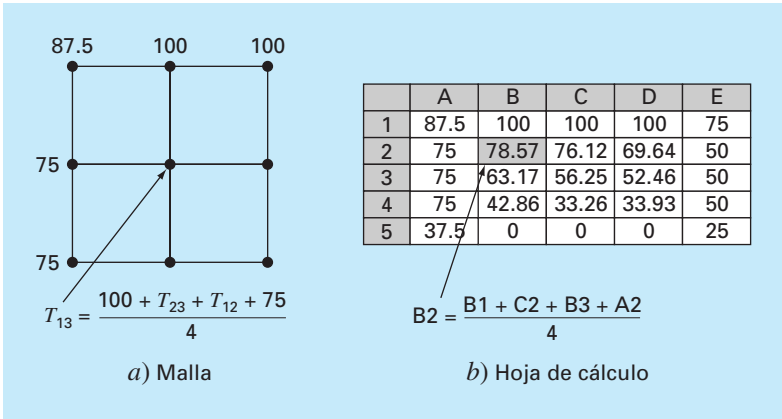 87.5 100 100
75
75
T13 = (100 + T23 + T12 + 75) / 4
a) Malla
A B C D E
1 87.5 100 100 100 75
2 75 78.57 76.12 69.64 50
3 75 63.17 56.25 52.46 50
4 75 42.86 33.26 33.93 50
5 37.5 0 0 0 25
B2 = (B1 + C2 + B3 + A2) / 4
b) Hoja de cálculo